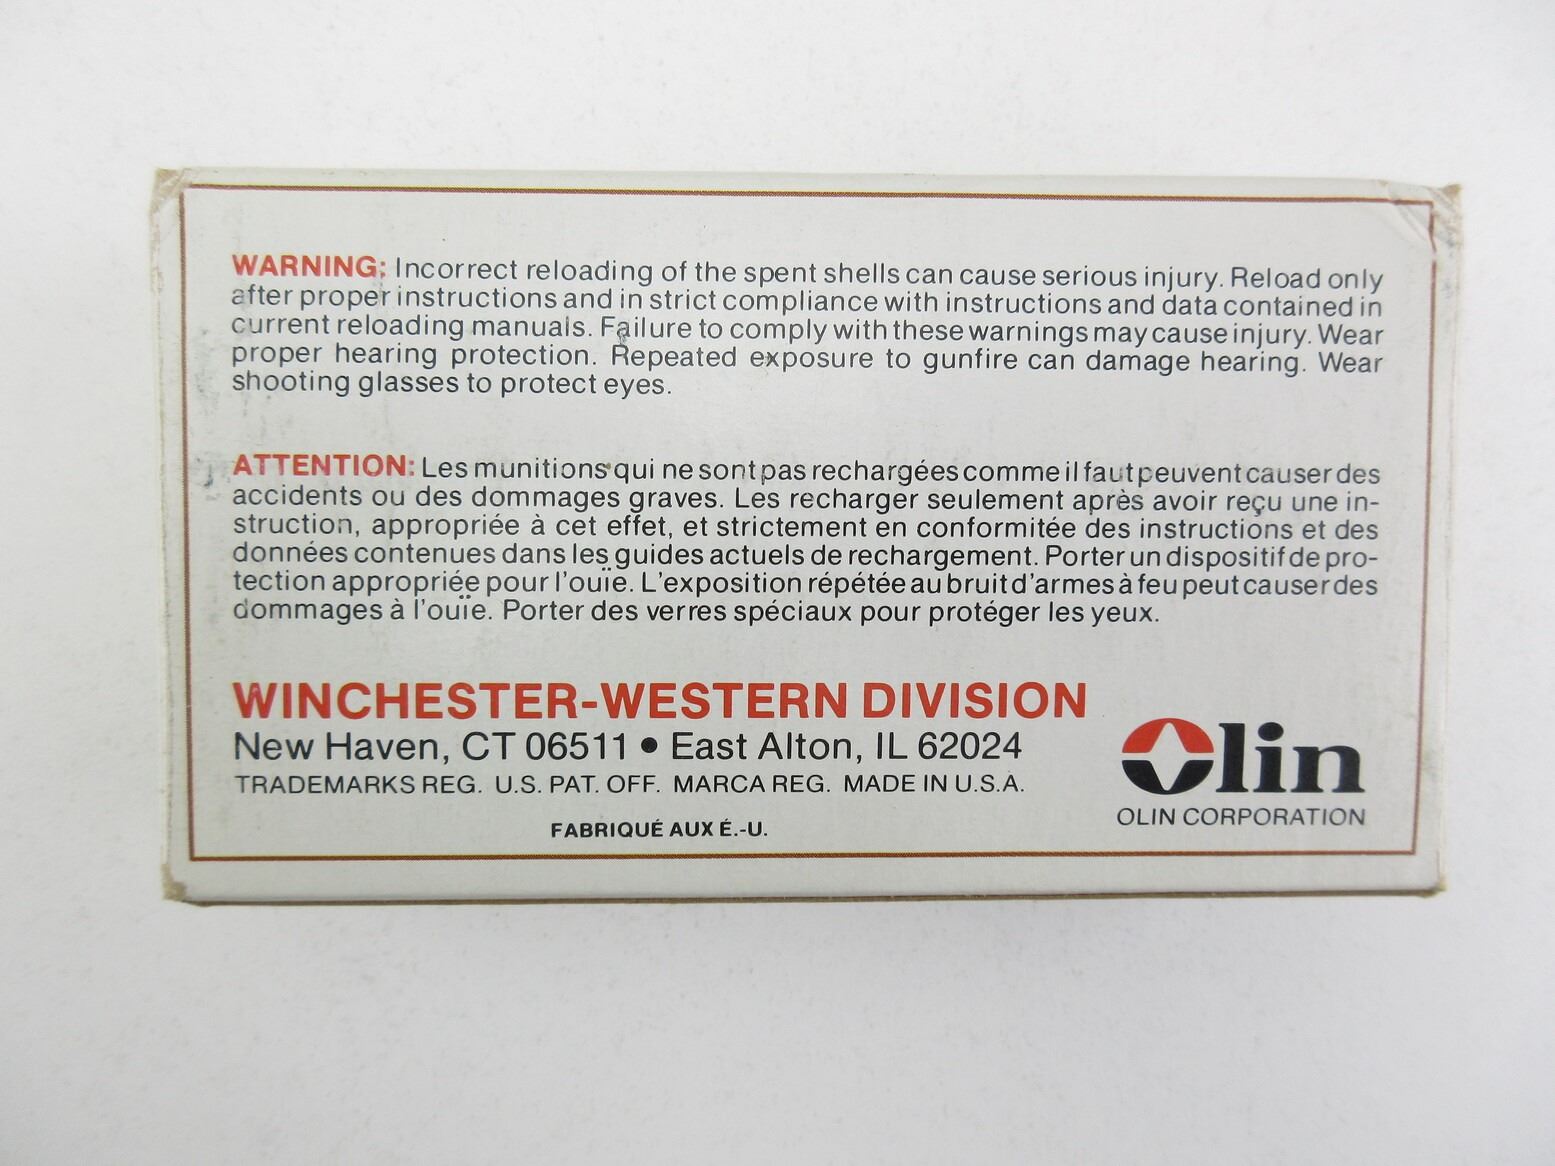 WARNING: Incorrect reloading of the spent shells can cause serious injury. Reload only
after proper instructions and in strict compliance with instructions and data contained in
current reloading manuals. Failure to comply with these warnings may cause injury. Wear
proper hearing protection. Repeated exposure to gunfire can damage hearing. Wear
shooting glasses to protect eyes.
ATTENTION: Les munitions qui ne sont pas rechargées comme il faut peuvent causer des
accidents ou des dommages graves. Les recharger seulement après avoir reçu une in-
struction, appropriée à cet effet, et strictement en conformitée des instructions et des
données contenues dans les guides actuels de rechargement. Porter un dispositif de pro-
tection appropriée pour l'ouïe. L'exposition répétée au bruit d'armes à feu peut causer des
dommages à l'ouïe. Porter des verres spéciaux pour protéger les yeux.
WINCHESTER-WESTERN DIVISION
New Haven, CT 06511 • East Alton, IL 62024
TRADEMARKS REG. U.S. PAT. OFF. MARCA REG. MADE IN U.S.A.
FABRIQUÉ AUX É.-U.
Olin
OLIN CORPORATION